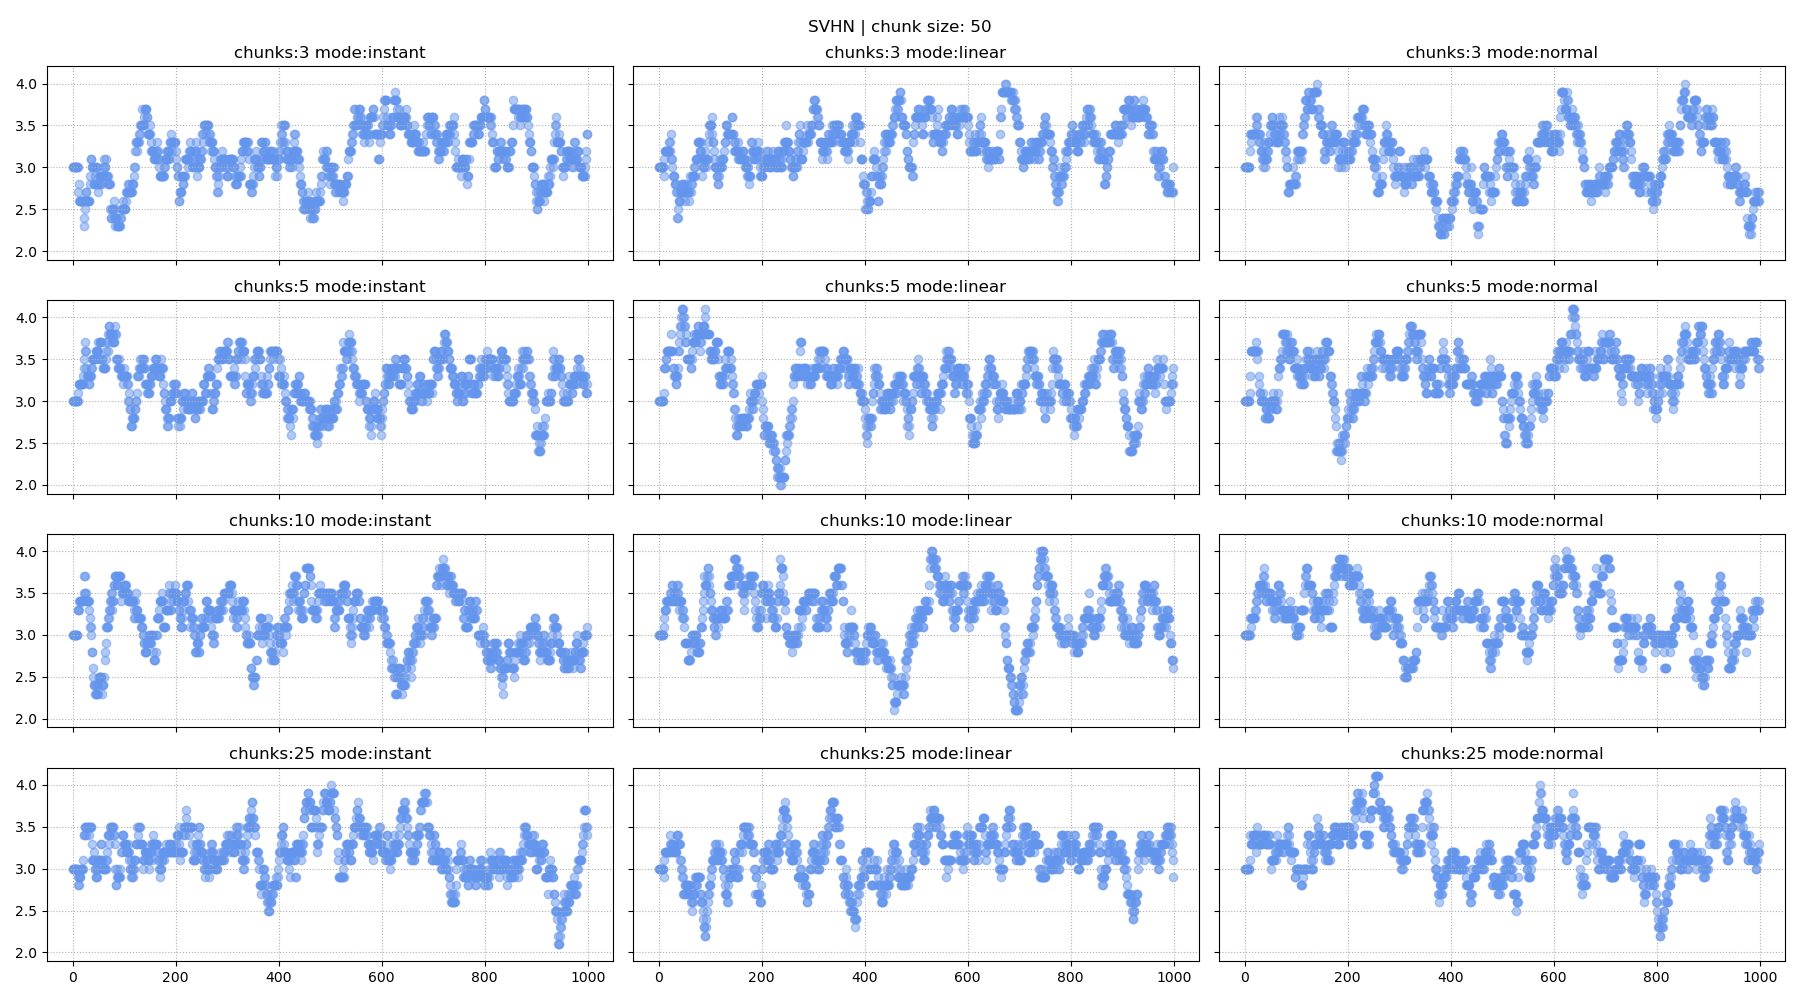 SVHN | chunk size: 50
chunks:3 mode:instant
chunks:3 mode:linear
chunks:3 mode:normal
4.0
3.5
3.0
2.5
2.0
chunks:5 mode:instant
chunks:5 mode:linear
chunks:5 mode:normal
4.0
3.5
3.0
2.5
2.0
chunks:10 mode:instant
chunks:10 mode:linear
chunks:10 mode:normal
4.0
3.5
3.0
2.5
2.0
chunks:25 mode:instant
chunks:25 mode:linear
chunks:25 mode:normal
4.0
3.5
3.0
2.5
2.0
0 200 400 600 800 1000
0 200 400 600 800 1000
0 200 400 600 800 1000